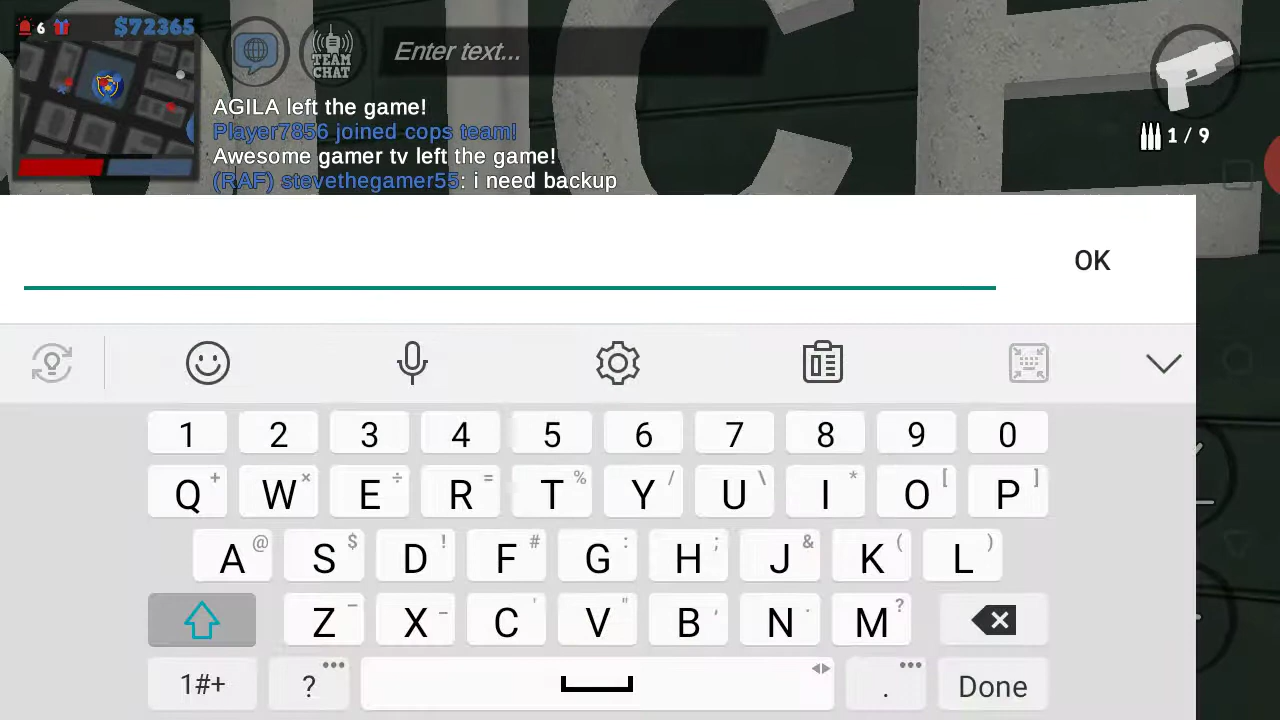 6 $72365
TEAM CHAT
Enter text...
AGILA left the game!
Player7856 joined cops team!
Awesome gamer tv left the game!
(RAF) stevethegamer55: i need backup
1 / 9
OK
1 2 3 4 5 6 7 8 9 0
Q + W × E ÷ R = T % Y / U \ I * O [ P ]
A @ S $ D ! F # G : H ; J & K ( L )
Z - X - C ' V " B , N . M ?
1#+ ? ... . ... Done